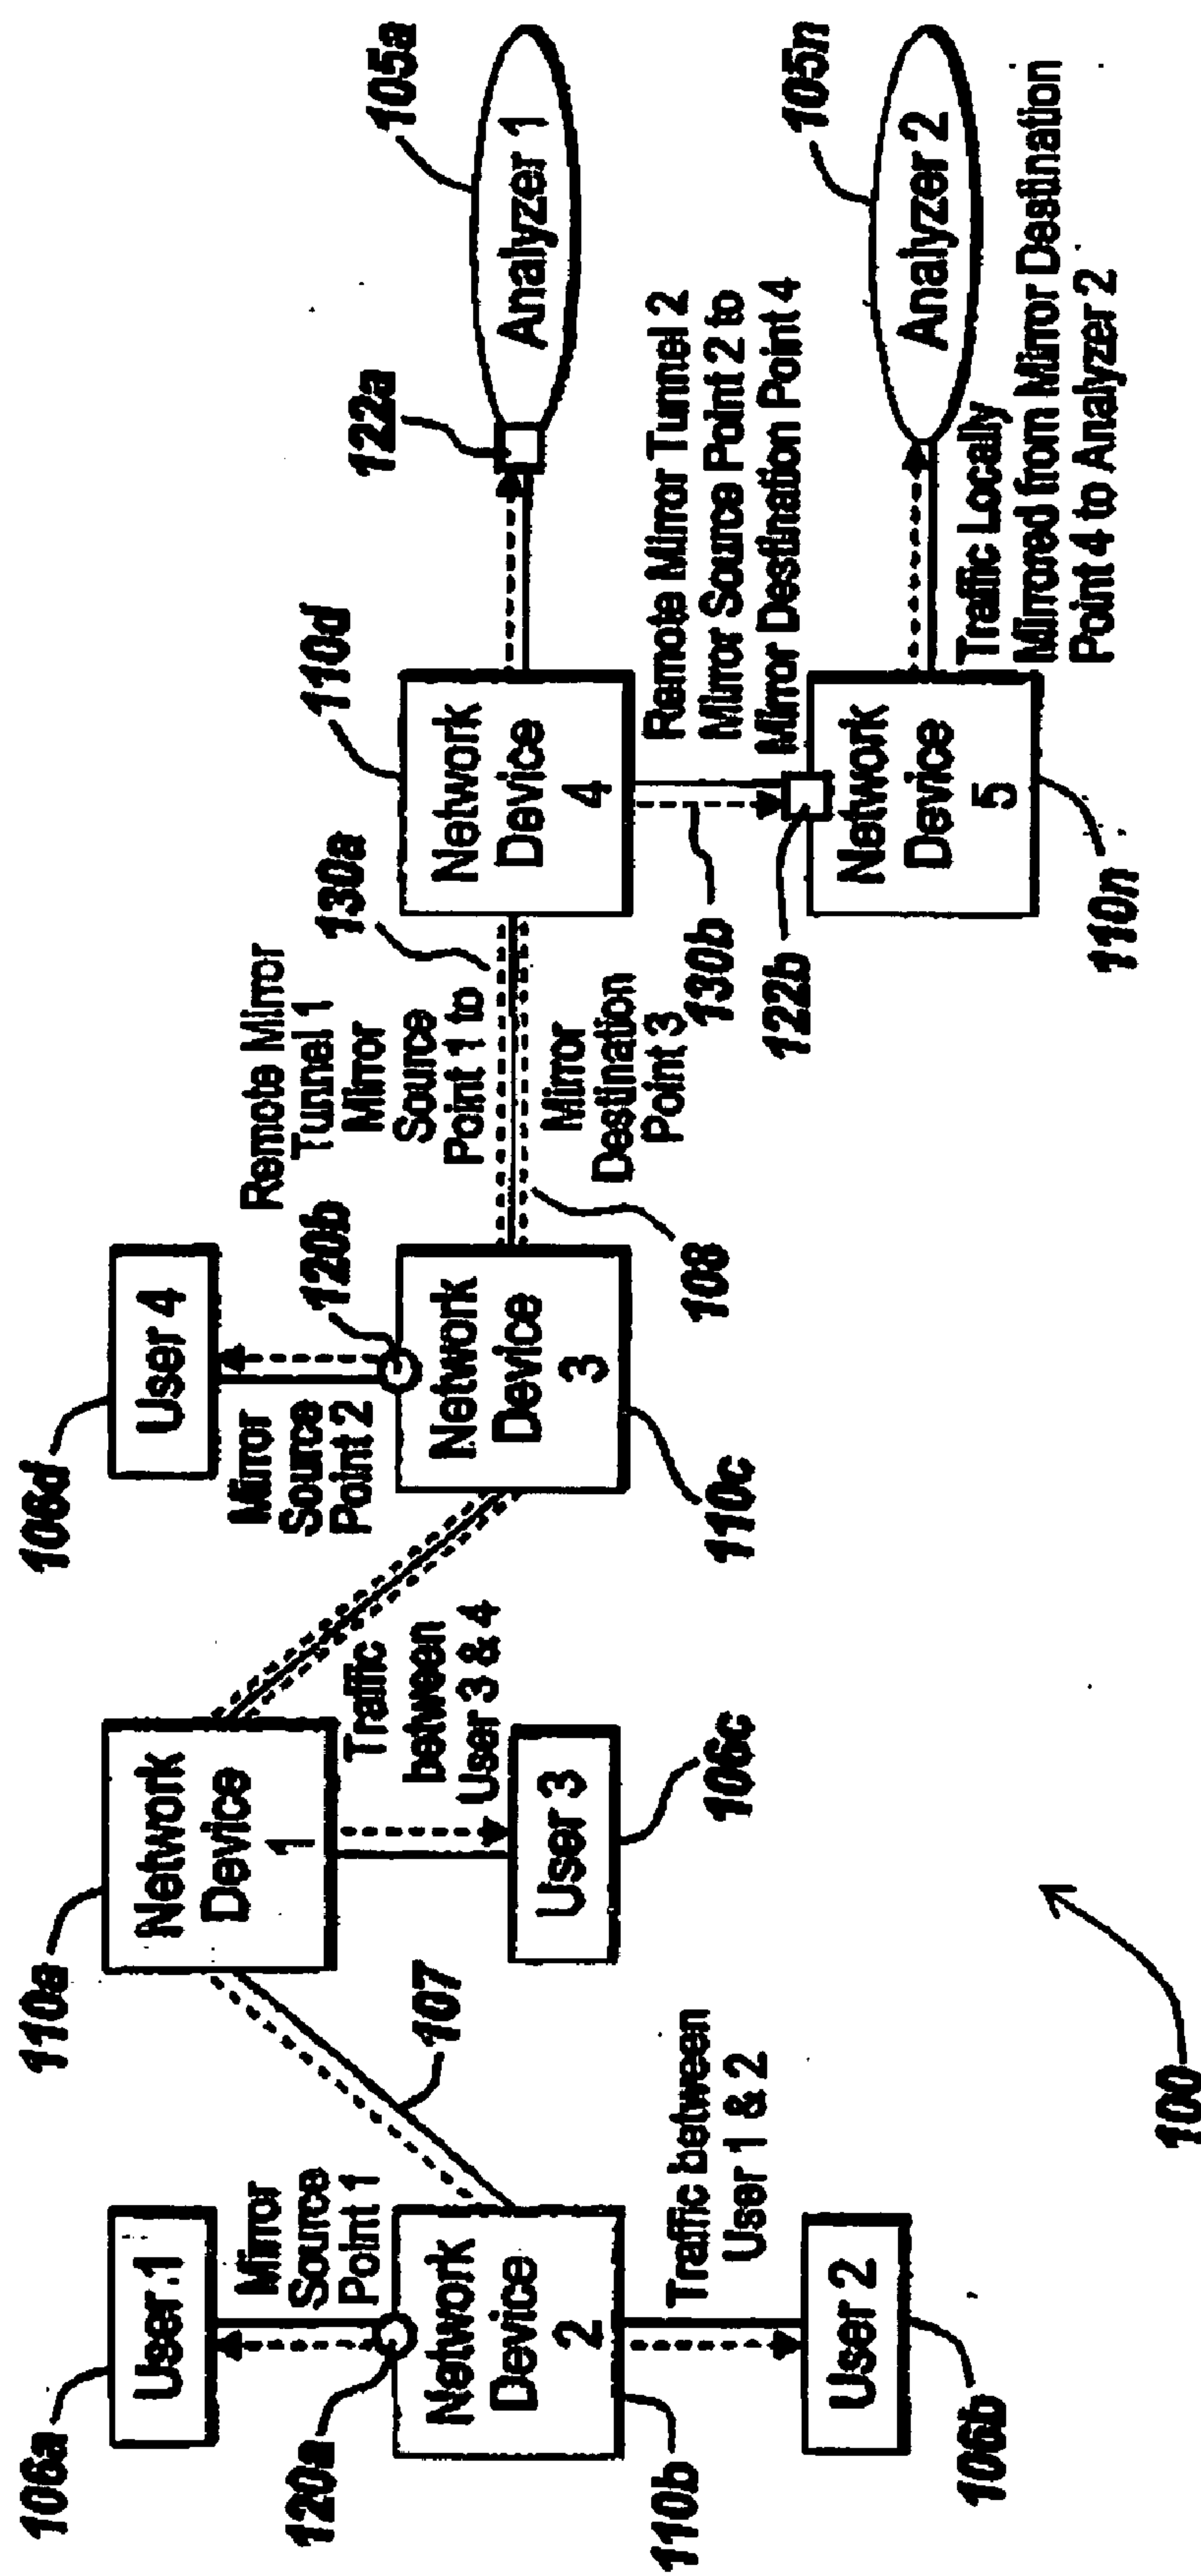 106a
User 1
Mirror
Source
Point 1
120a
Network
Device
2
110b
Traffic between
User 1 & 2
User 2
106b
107
110a
Network
Device
1
Traffic
between
User 3 & 4
User 3
106c
100
106d
User 4
Mirror
Source
Point 2
120b
Network
Device
3
110c
108
Remote Mirror
Tunnel 1
Mirror
Source
Point 1 to
Mirror
Destination
Point 3
130a
110d
Network
Device
4
122a
Analyzer 1
105a
Remote Mirror Tunnel 2
Mirror Source Point 2 to
Mirror Destination Point 4
130b
122b
Network
Device
5
110n
Analyzer 2
105n
Traffic Locally
Mirrored from Mirror Destination
Point 4 to Analyzer 2